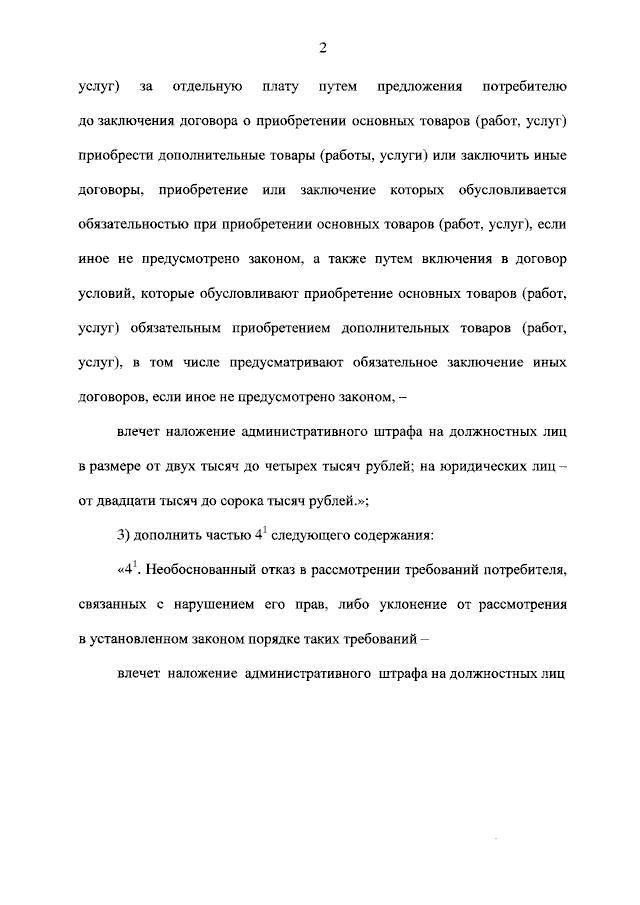 2
услуг) за отдельную плату путем предложения потребителю
до заключения договора о приобретении основных товаров (работ, услуг)
приобрести дополнительные товары (работы, услуги) или заключить иные
договоры, приобретение или заключение которых обусловливается
обязательностью при приобретении основных товаров (работ, услуг), если
иное не предусмотрено законом, а также путем включения в договор
условий, которые обусловливают приобретение основных товаров (работ,
услуг) обязательным приобретением дополнительных товаров (работ,
услуг), в том числе предусматривают обязательное заключение иных
договоров, если иное не предусмотрено законом, –
влечет наложение административного штрафа на должностных лиц
в размере от двух тысяч до четырех тысяч рублей; на юридических лиц –
от двадцати тысяч до сорока тысяч рублей.»;
3) дополнить частью 4¹ следующего содержания:
«4¹. Необоснованный отказ в рассмотрении требований потребителя,
связанных с нарушением его прав, либо уклонение от рассмотрения
в установленном законом порядке таких требований –
влечет наложение административного штрафа на должностных лиц